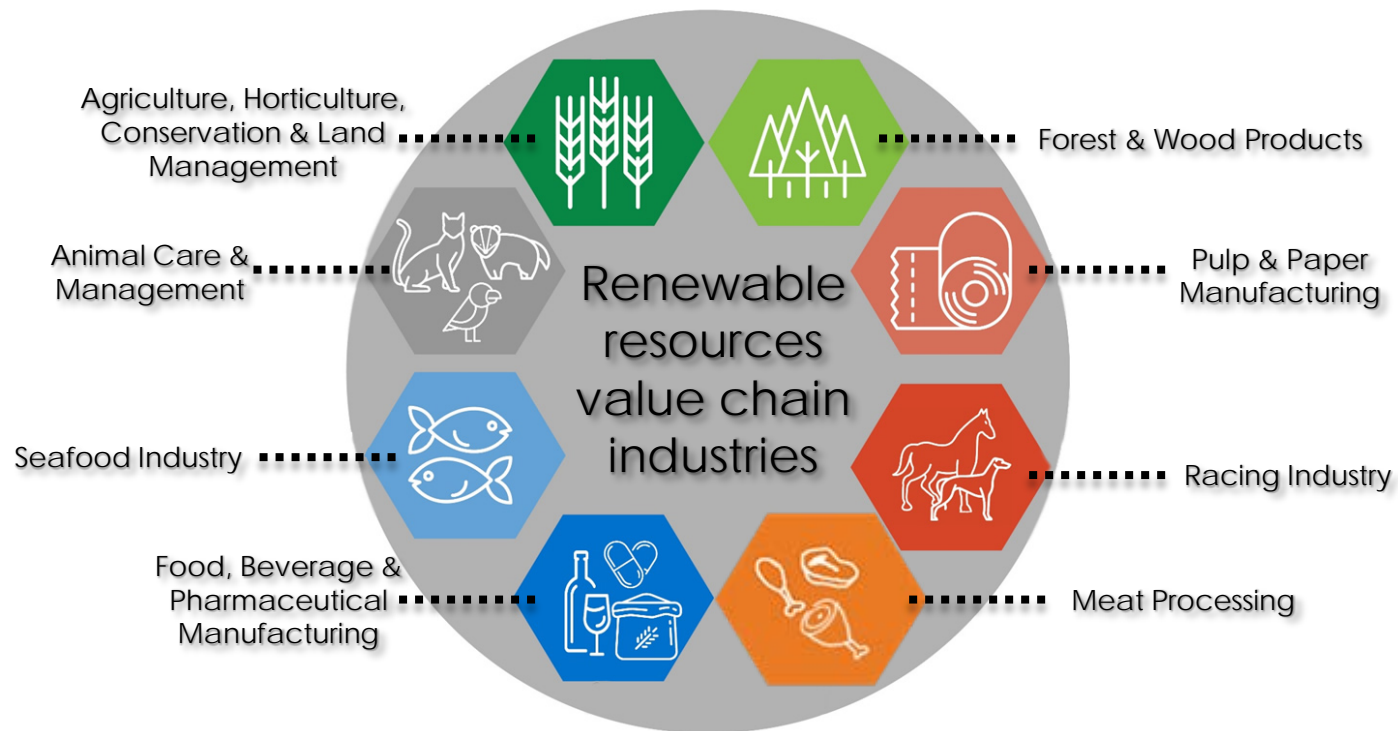 Agriculture, Horticulture,
Conservation & Land
Management
Forest & Wood Products
Animal Care &
Management
Pulp & Paper
Manufacturing
Renewable
resources
value chain
industries
Seafood Industry
Racing Industry
Food, Beverage &
Pharmaceutical
Manufacturing
Meat Processing